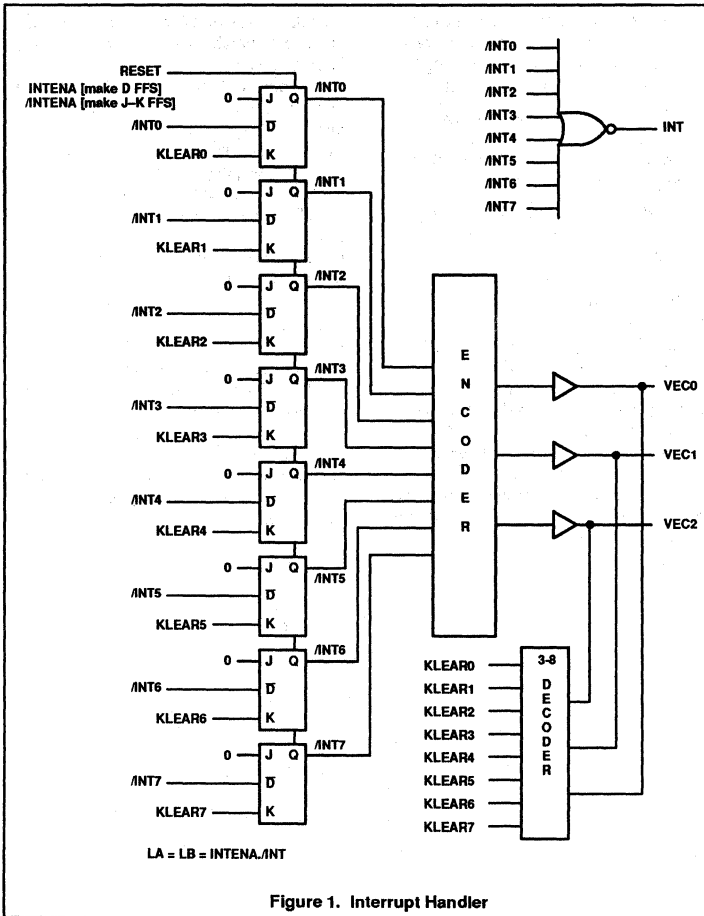 RESET
INTENA [make D FFS]
/INTENA [make J–K FFS]
/INT0
0 J Q
/INT0 D
KLEAR0 K
/INT1
0 J Q
/INT1 D
KLEAR1 K
/INT2
0 J Q
/INT2 D
KLEAR2 K
/INT3
0 J Q
/INT3 D
KLEAR3 K
/INT4
0 J Q
/INT4 D
KLEAR4 K
/INT5
0 J Q
/INT5 D
KLEAR5 K
/INT6
0 J Q
/INT6 D
KLEAR6 K
/INT7
0 J Q
/INT7 D
KLEAR7 K
LA = LB = INTENA./INT
/INT0
/INT1
/INT2
/INT3
/INT4
/INT5
/INT6
/INT7
INT
ENCODER
VEC0
VEC1
VEC2
KLEAR0
KLEAR1
KLEAR2
KLEAR3
KLEAR4
KLEAR5
KLEAR6
KLEAR7
3-8
DECODER
Figure 1. Interrupt Handler